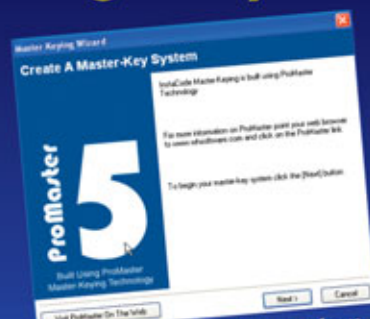 Master Keying Wizard
Create A Master-Key System
InstaCode Master-Keying is built using ProMaster
Technology
For more information on ProMaster point your web browser
to www.whsoftware.com and click on the ProMaster link.
To begin your master-key system click the [Next] button.
ProMaster
5
Built Using ProMaster
Master-Keying Technology
Visit ProMaster On The Web
Next >
Cancel